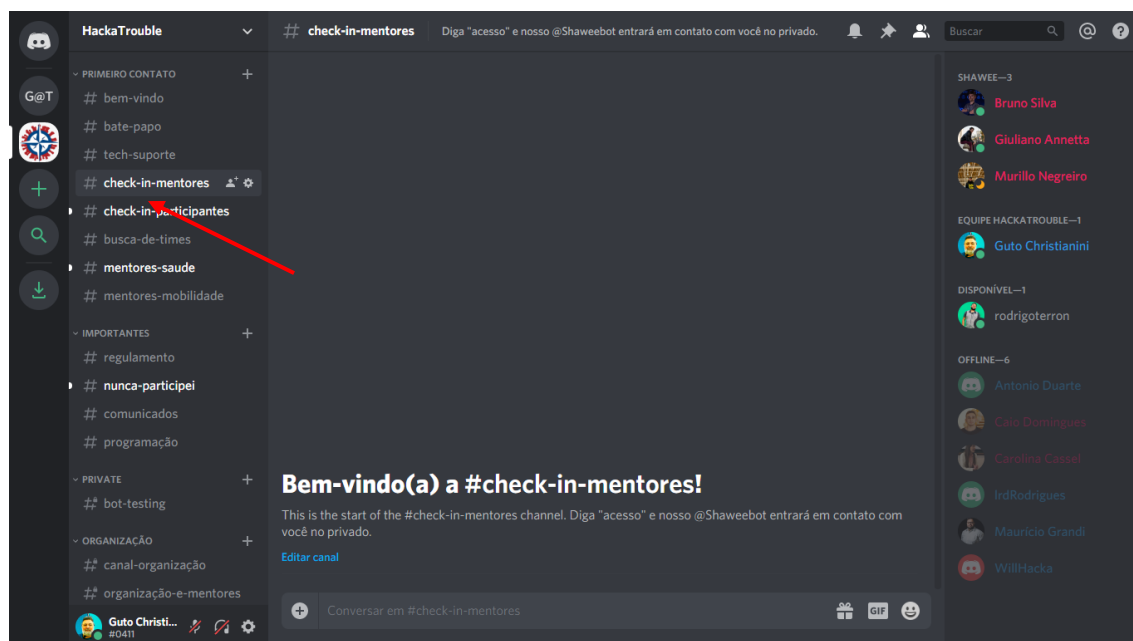 HackaTrouble
# check-in-mentores
Diga "acesso" e nosso @Shaweebot entrará em contato com você no privado.
Buscar
G@T
PRIMEIRO CONTATO
# bem-vindo
# bate-papo
# tech-suporte
# check-in-mentores
# check-in-participantes
# busca-de-times
# mentores-saude
# mentores-mobilidade
IMPORTANTES
# regulamento
# nunca-participei
# comunicados
# programação
PRIVATE
# bot-testing
ORGANIZAÇÃO
# canal-organização
# organização-e-mentores
Guto Christi...
#0411
Bem-vindo(a) a #check-in-mentores!
This is the start of the #check-in-mentores channel. Diga "acesso" e nosso @Shaweebot entrará em contato com
você no privado.
Editar canal
Conversar em #check-in-mentores
GIF
SHAWEE—3
Bruno Silva
Giuliano Annetta
Murillo Negreiro
EQUIPE HACKATROUBLE—1
Guto Christianini
DISPONÍVEL—1
rodrigoterron
OFFLINE—6
Antonio Duarte
Caio Domingues
Carolina Cassel
IrdRodrigues
Maurício Grandi
WillHacka